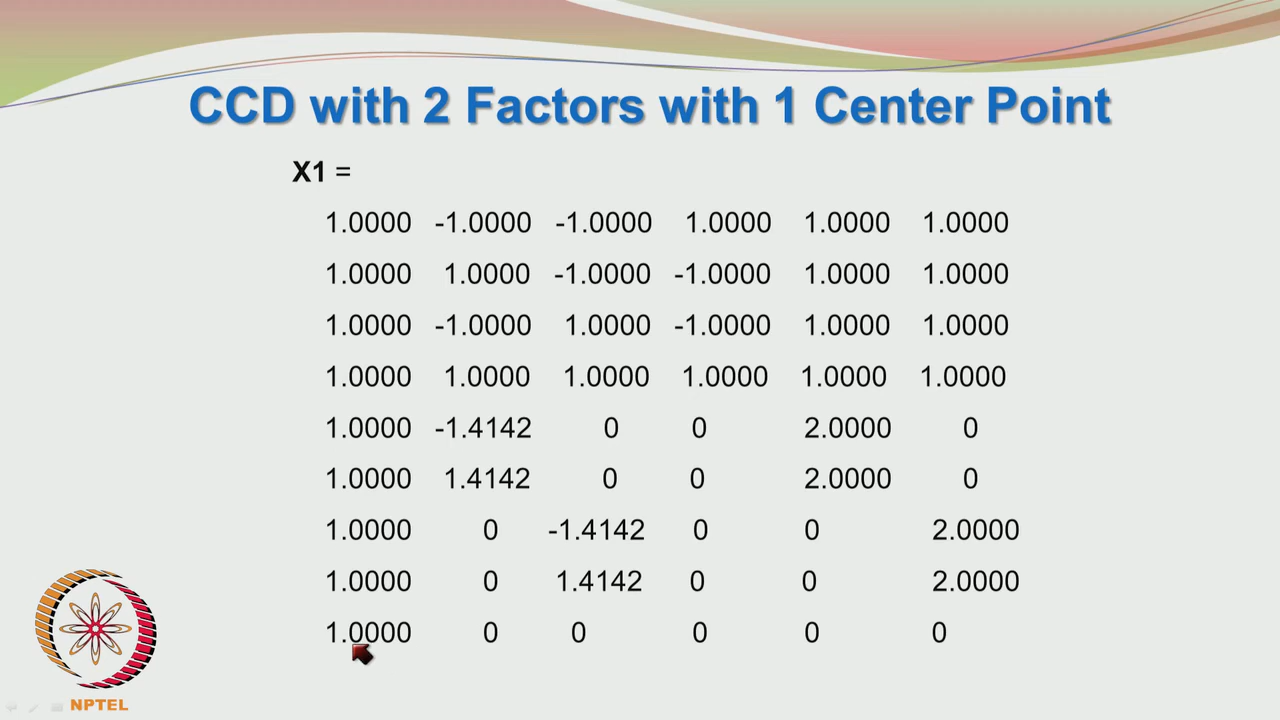 CCD with 2 Factors with 1 Center Point
X1 =
1.0000 -1.0000 -1.0000 1.0000 1.0000 1.0000
1.0000 1.0000 -1.0000 -1.0000 1.0000 1.0000
1.0000 -1.0000 1.0000 -1.0000 1.0000 1.0000
1.0000 1.0000 1.0000 1.0000 1.0000 1.0000
1.0000 -1.4142 0 0 2.0000 0
1.0000 1.4142 0 0 2.0000 0
1.0000 0 -1.4142 0 0 2.0000
1.0000 0 1.4142 0 0 2.0000
1.0000 0 0 0 0 0
NPTEL